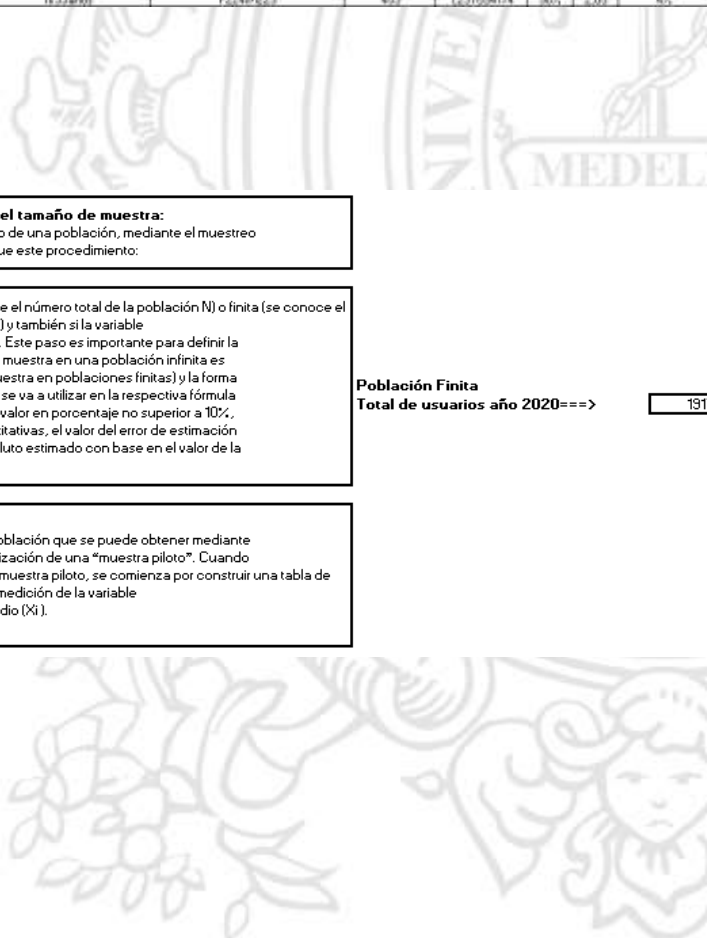 MEDEL
el tamaño de muestra:
o de una población, mediante el muestreo
ue este procedimiento:
e el número total de la población N) o finita (se conoce el
) y también si la variable
. Este paso es importante para definir la
muestra en una población infinita es
uestra en poblaciones finitas) y la forma
se va a utilizar en la respectiva fórmula
valor en porcentaje no superior a 10%,
titativas, el valor del error de estimación
luto estimado con base en el valor de la
Población Finita
Total de usuarios año 2020===> 191
oblación que se puede obtener mediante
ización de una “muestra piloto”. Cuando
muestra piloto, se comienza por construir una tabla de
medición de la variable
dio (Xi ).